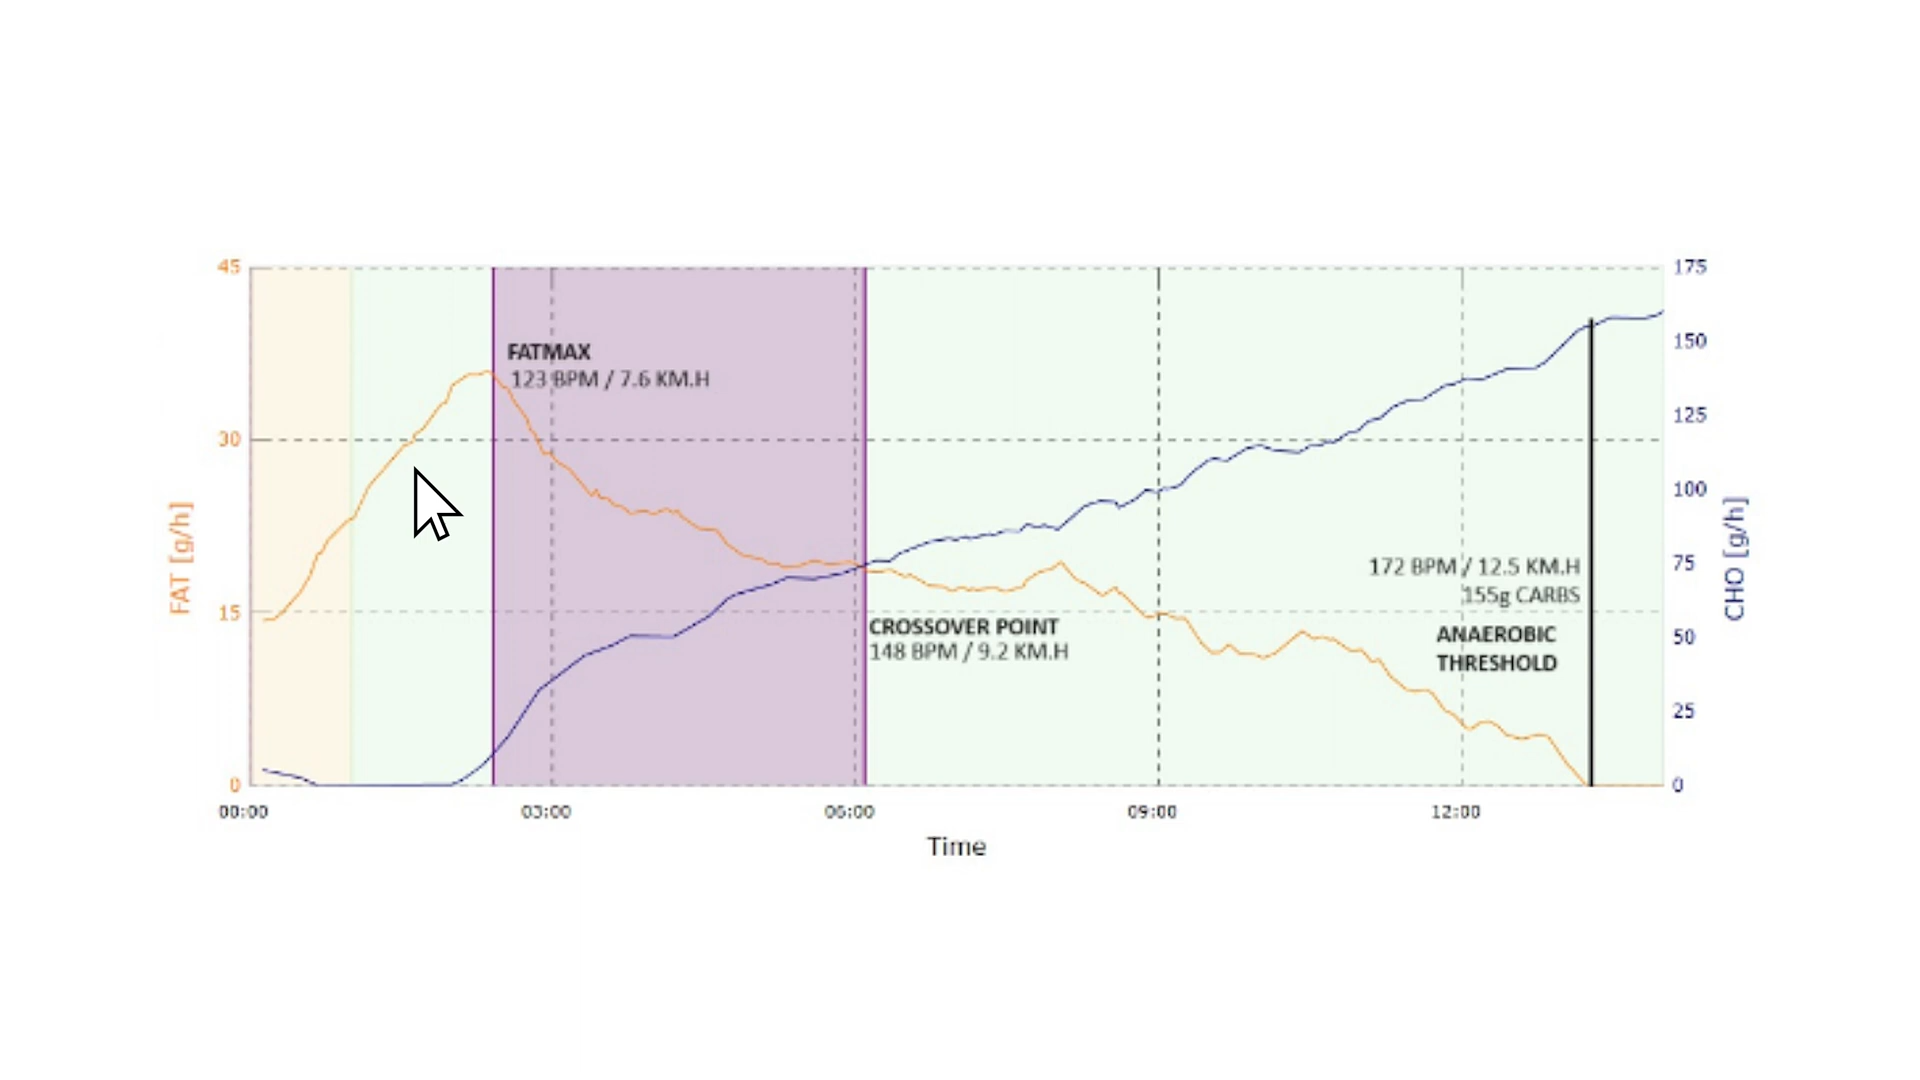 45
30
15
0
FAT [g/h]
175
150
125
100
75
50
25
0
CHO [g/h]
FATMAX
123 BPM / 7.6 KM.H
CROSSOVER POINT
148 BPM / 9.2 KM.H
172 BPM / 12.5 KM.H
155g CARBS
ANAEROBIC
THRESHOLD
00:00 03:00 06:00 09:00 12:00
Time